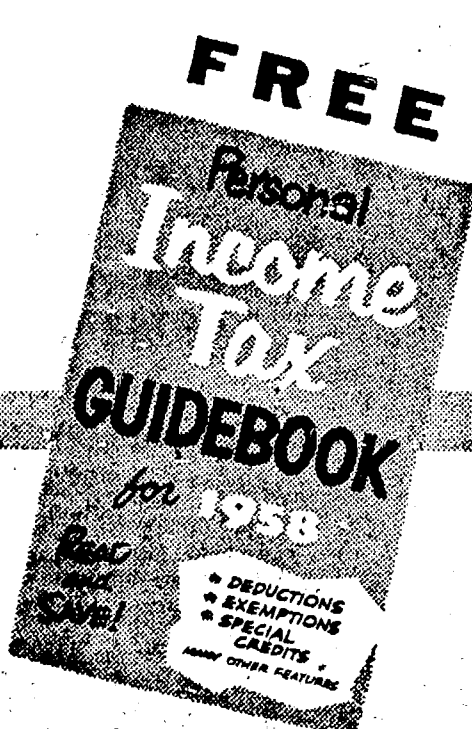 FREE
Personal
Income
Tax
GUIDEBOOK
for 1958
Read
and
SAVE!
* DEDUCTIONS
* EXEMPTIONS
* SPECIAL
CREDITS
MANY OTHER FEATURES